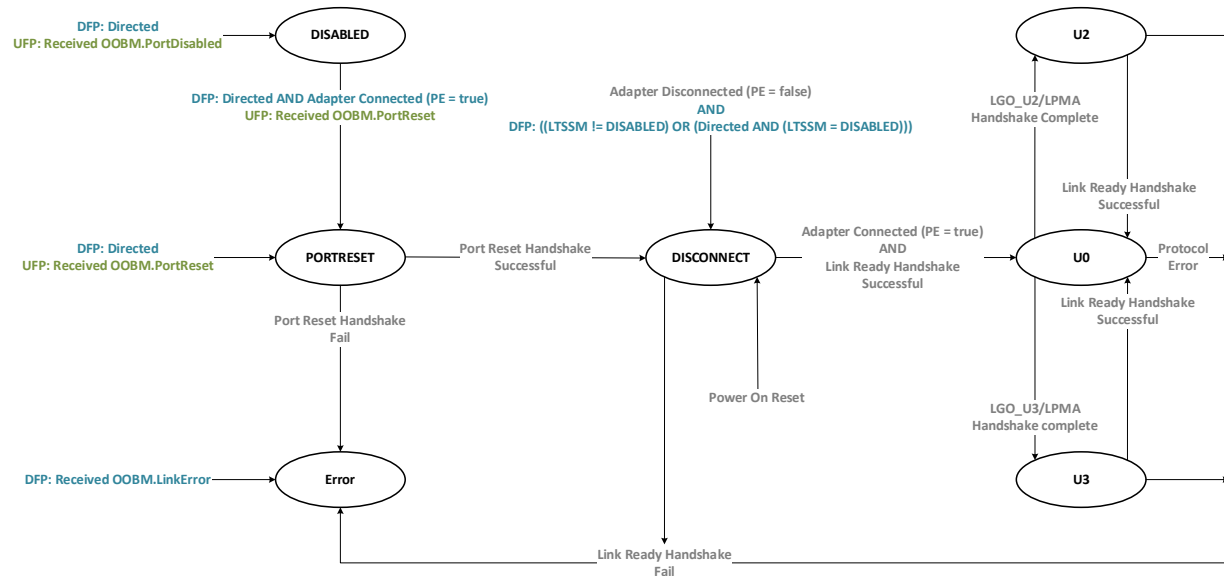 DFP: Directed
UFP: Received OOBM.PortDisabled
DISABLED
U2
DFP: Directed AND Adapter Connected (PE = true)
UFP: Received OOBM.PortReset
Adapter Disconnected (PE = false)
AND
DFP: ((LTSSM != DISABLED) OR (Directed AND (LTSSM = DISABLED)))
LGO_U2/LPMA
Handshake Complete
Link Ready Handshake
Successful
DFP: Directed
UFP: Received OOBM.PortReset
PORTRESET
Port Reset Handshake
Successful
DISCONNECT
Adapter Connected (PE = true)
AND
Link Ready Handshake
Successful
U0
Protocol
Error
Port Reset Handshake
Fail
Link Ready Handshake
Successful
Power On Reset
LGO_U3/LPMA
Handshake complete
DFP: Received OOBM.LinkError
Error
U3
Link Ready Handshake
Fail